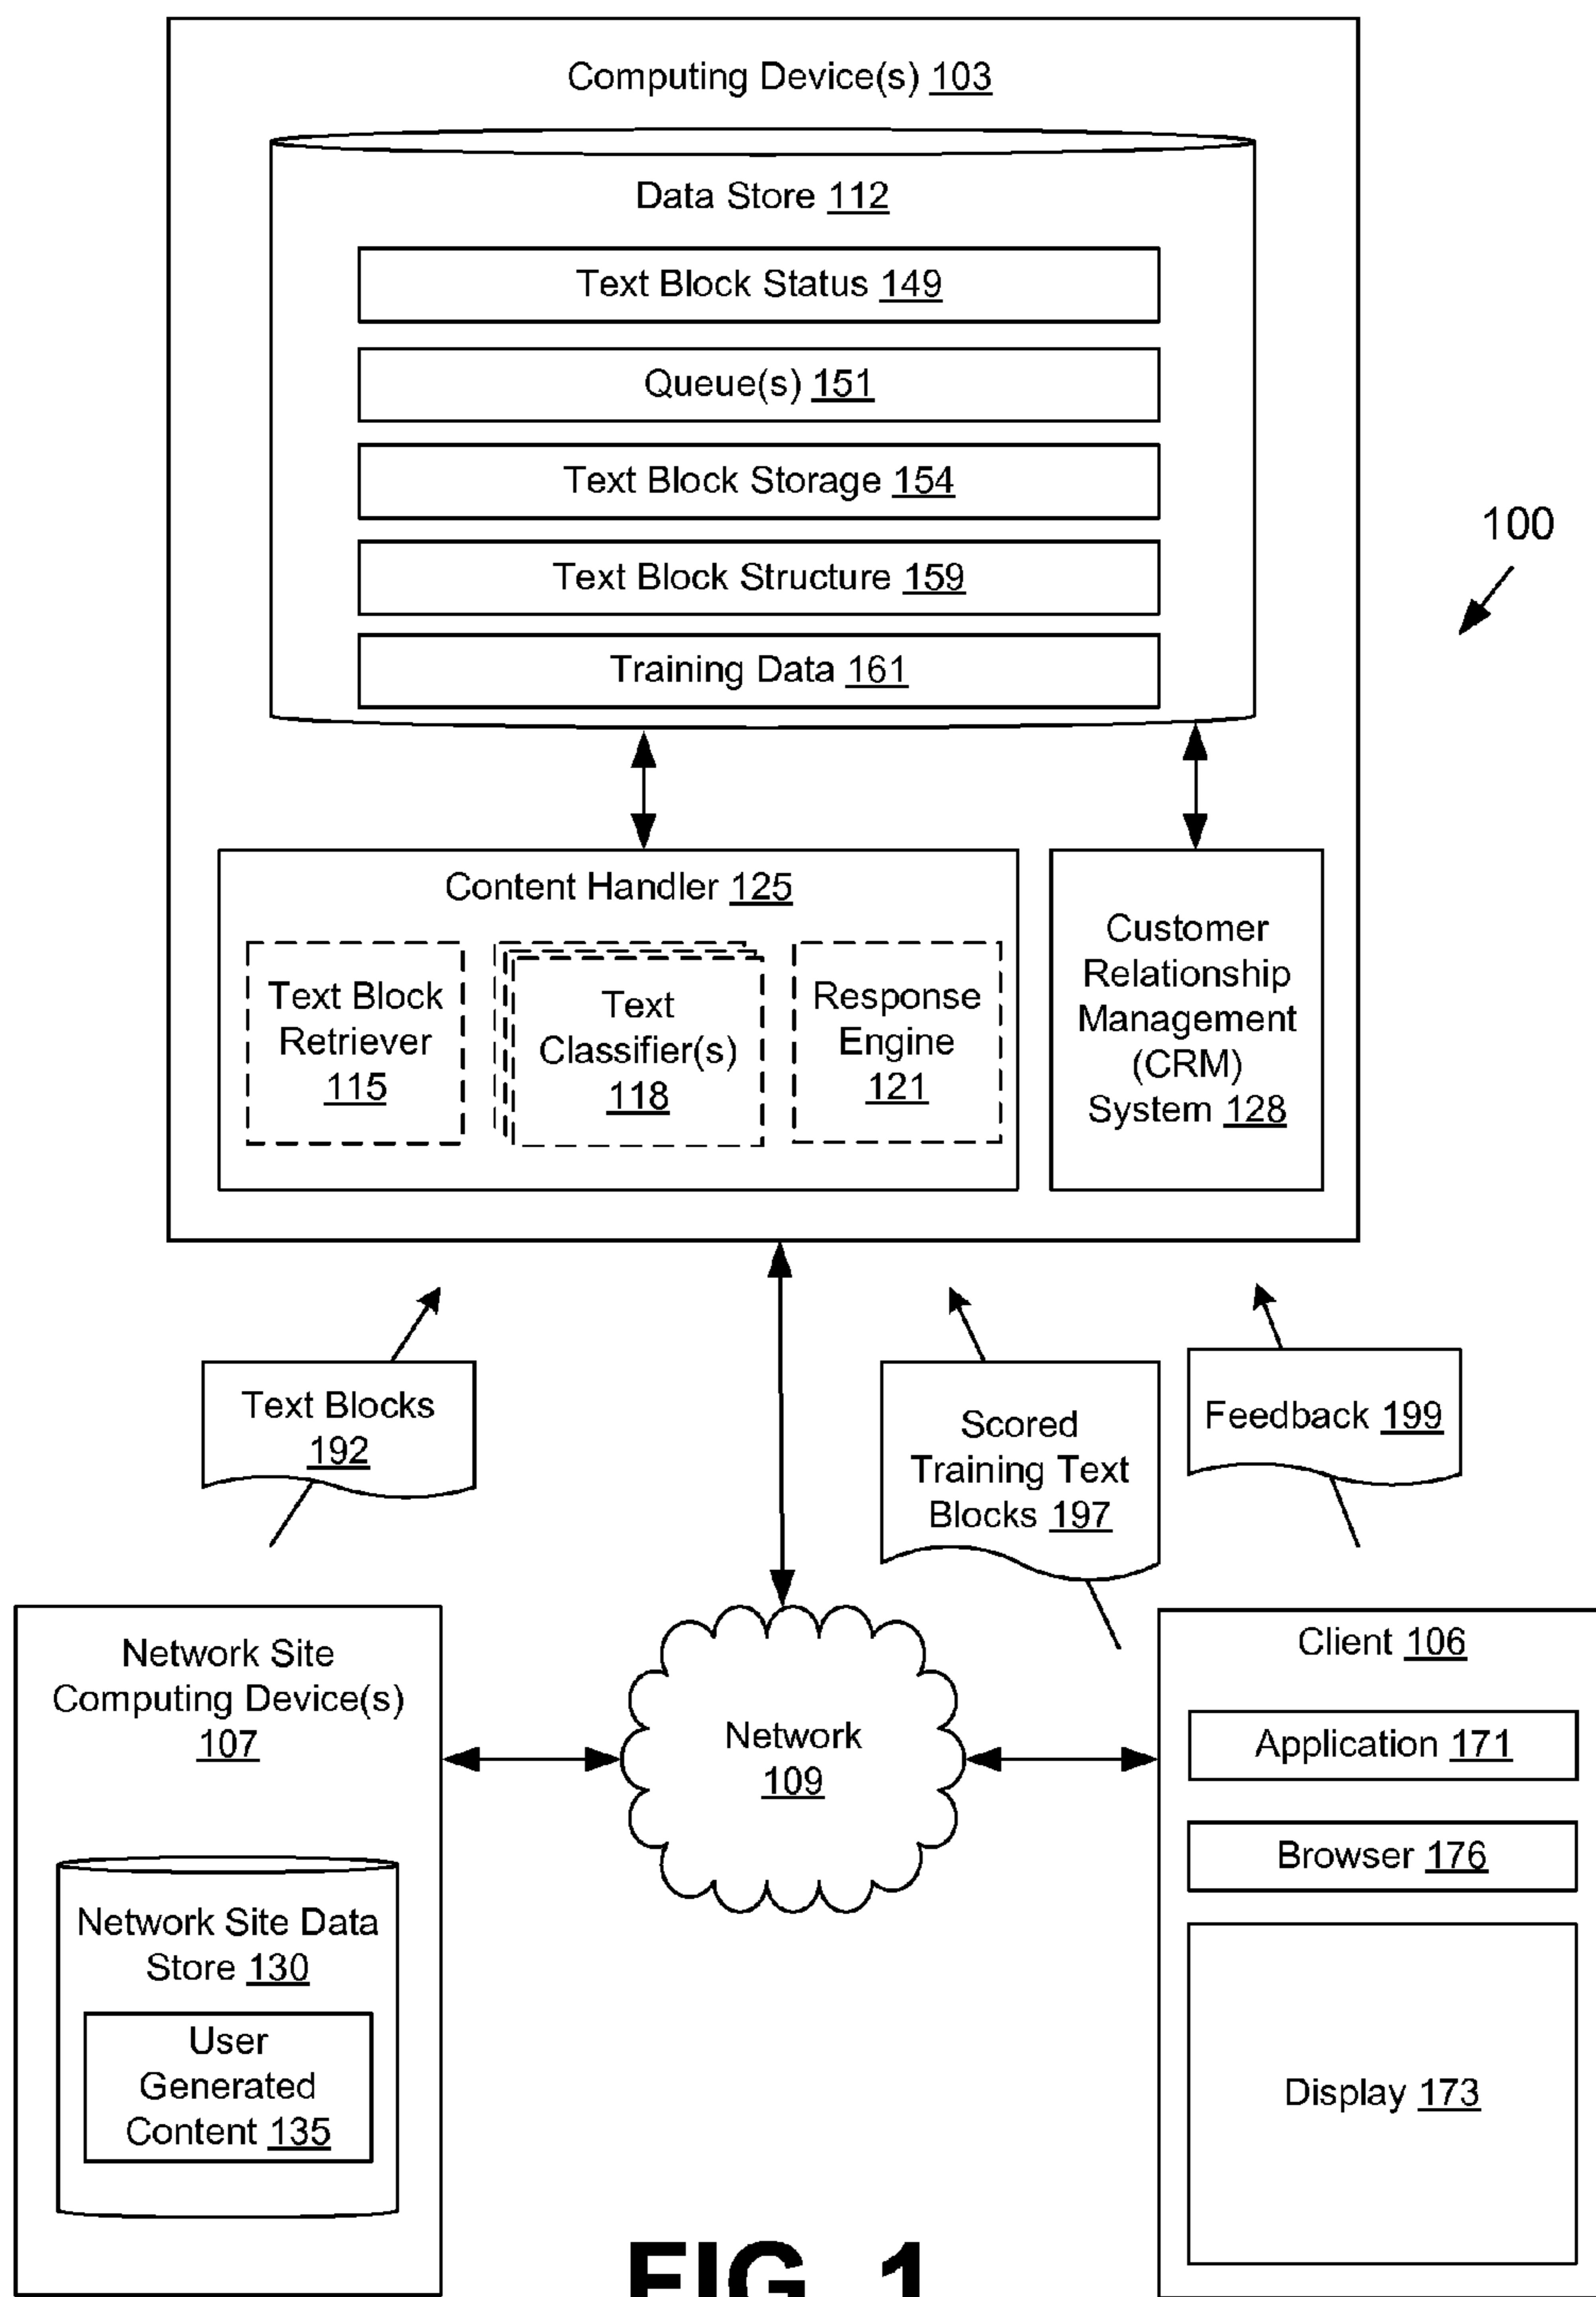 Computing Device(s) 103
Data Store 112
Text Block Status 149
Queue(s) 151
Text Block Storage 154
Text Block Structure 159
Training Data 161
100
Content Handler 125
Text Block
Retriever
115
Text
Classifier(s)
118
Response
Engine
121
Customer
Relationship
Management
(CRM)
System 128
Text Blocks
192
Scored
Training Text
Blocks 197
Feedback 199
Network Site
Computing Device(s)
107
Network Site Data
Store 130
User
Generated
Content 135
Network
109
Client 106
Application 171
Browser 176
Display 173
FIG. 1